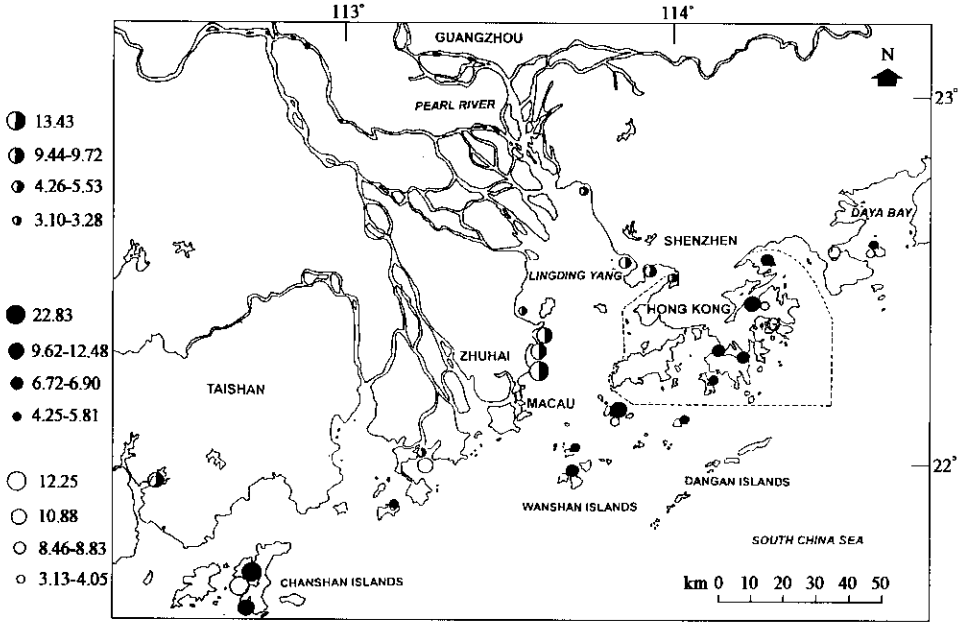 113°
114°
GUANGZHOU
N
PEARL RIVER
23°
13.43
9.44-9.72
4.26-5.53
3.10-3.28
DAYA BAY
SHENZHEN
LINGDING YANG
HONG KONG
22.83
9.62-12.48
6.72-6.90
4.25-5.81
ZHUHAI
TAISHAN
MACAU
22°
12.25
10.88
8.46-8.83
3.13-4.05
DANGAN ISLANDS
WANSHAN ISLANDS
SOUTH CHINA SEA
CHANSHAN ISLANDS
km 0 10 20 30 40 50